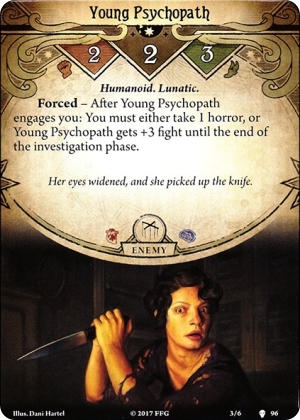 Young Psychopath
2 2 3
Humanoid. Lunatic.
Forced – After Young Psychopath
engages you: You must either take 1 horror, or
Young Psychopath gets +3 fight until the end of
the investigation phase.
Her eyes widened, and she picked up the knife.
ENEMY
Illus. Dani Hartel © 2017 FFG 3/6 96